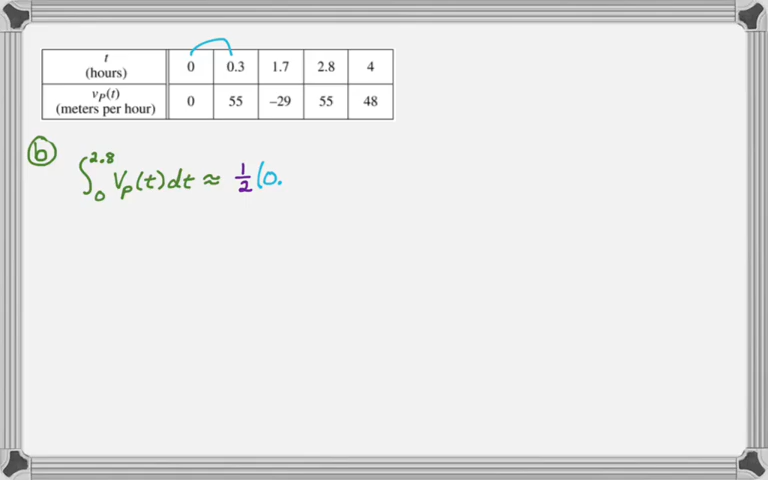 t (hours) 0 0.3 1.7 2.8 4
v_P(t) (meters per hour) 0 55 −29 55 48
b
∫₀^2.8 V_p(t)dt ≈ 1/2 (0.